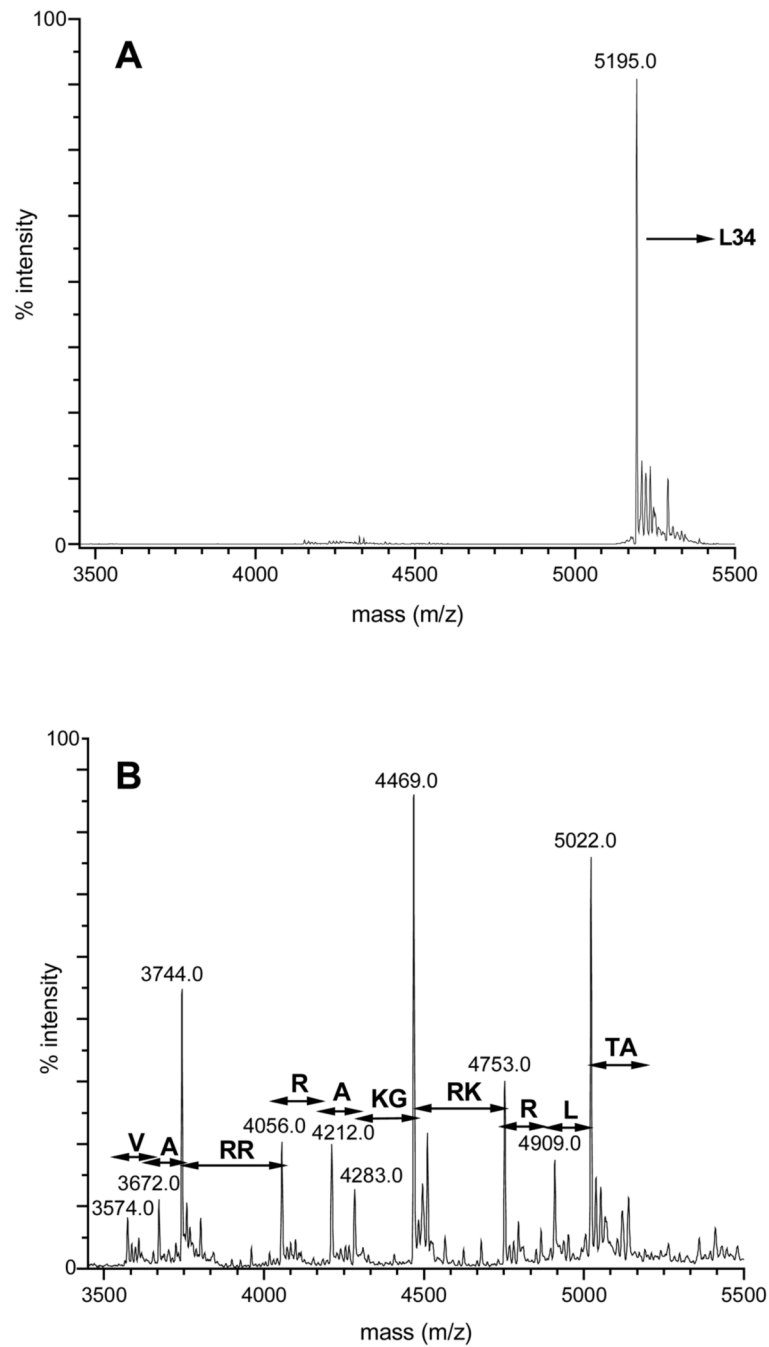 100
A
5195.0
L34
% intensity
0
3500 4000 4500 5000 5500
mass (m/z)
100
B
4469.0
5022.0
3744.0
% intensity
TA
4753.0
R A KG RK R L
4056.0 4212.0 4909.0
V A RR
3672.0 4283.0
3574.0
0
3500 4000 4500 5000 5500
mass (m/z)